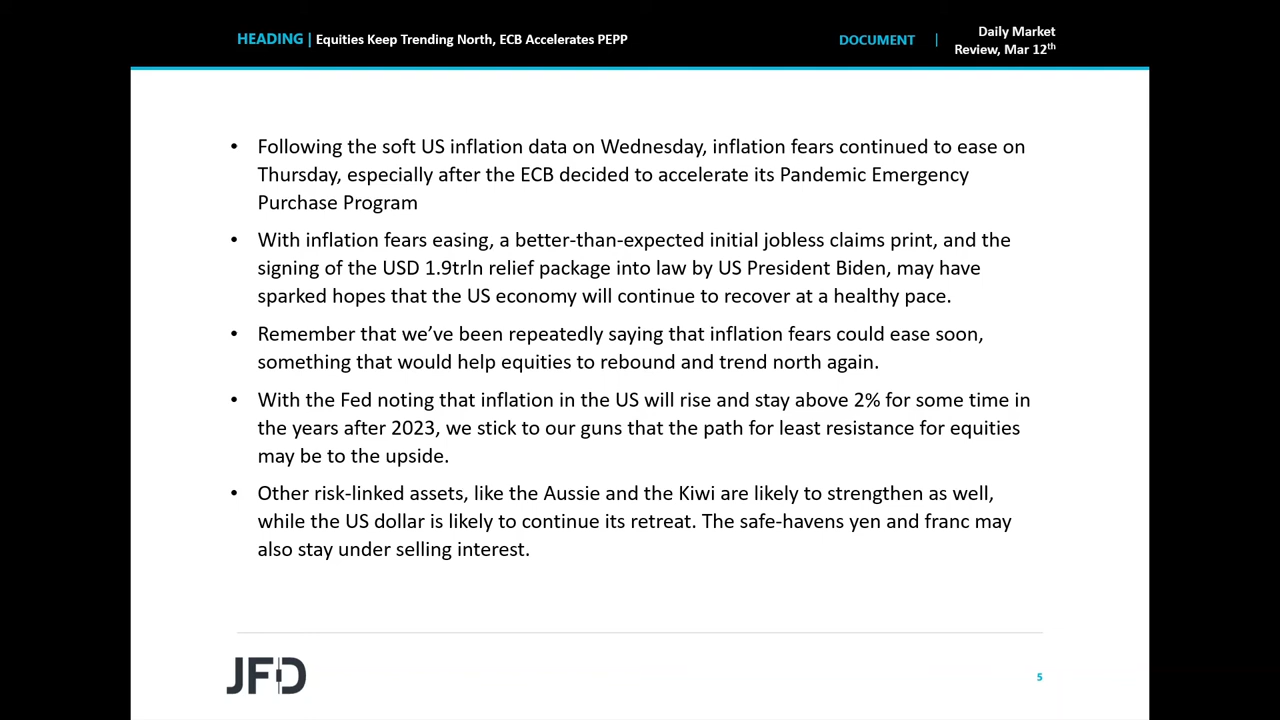 HEADING | Equities Keep Trending North, ECB Accelerates PEPP
DOCUMENT | Daily Market
Review, Mar 12th
• Following the soft US inflation data on Wednesday, inflation fears continued to ease on
Thursday, especially after the ECB decided to accelerate its Pandemic Emergency
Purchase Program
• With inflation fears easing, a better-than-expected initial jobless claims print, and the
signing of the USD 1.9trln relief package into law by US President Biden, may have
sparked hopes that the US economy will continue to recover at a healthy pace.
• Remember that we’ve been repeatedly saying that inflation fears could ease soon,
something that would help equities to rebound and trend north again.
• With the Fed noting that inflation in the US will rise and stay above 2% for some time in
the years after 2023, we stick to our guns that the path for least resistance for equities
may be to the upside.
• Other risk-linked assets, like the Aussie and the Kiwi are likely to strengthen as well,
while the US dollar is likely to continue its retreat. The safe-havens yen and franc may
also stay under selling interest.
JFD
5